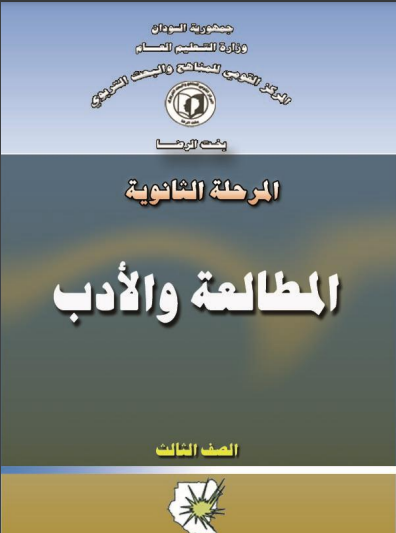 جمهورية السودان
وزارة التعليم العام
المركز القومي للمناهج والبحث التربوي
بخت الرضا
المرحلة الثانوية
المطالعة والأدب
الصف الثالث